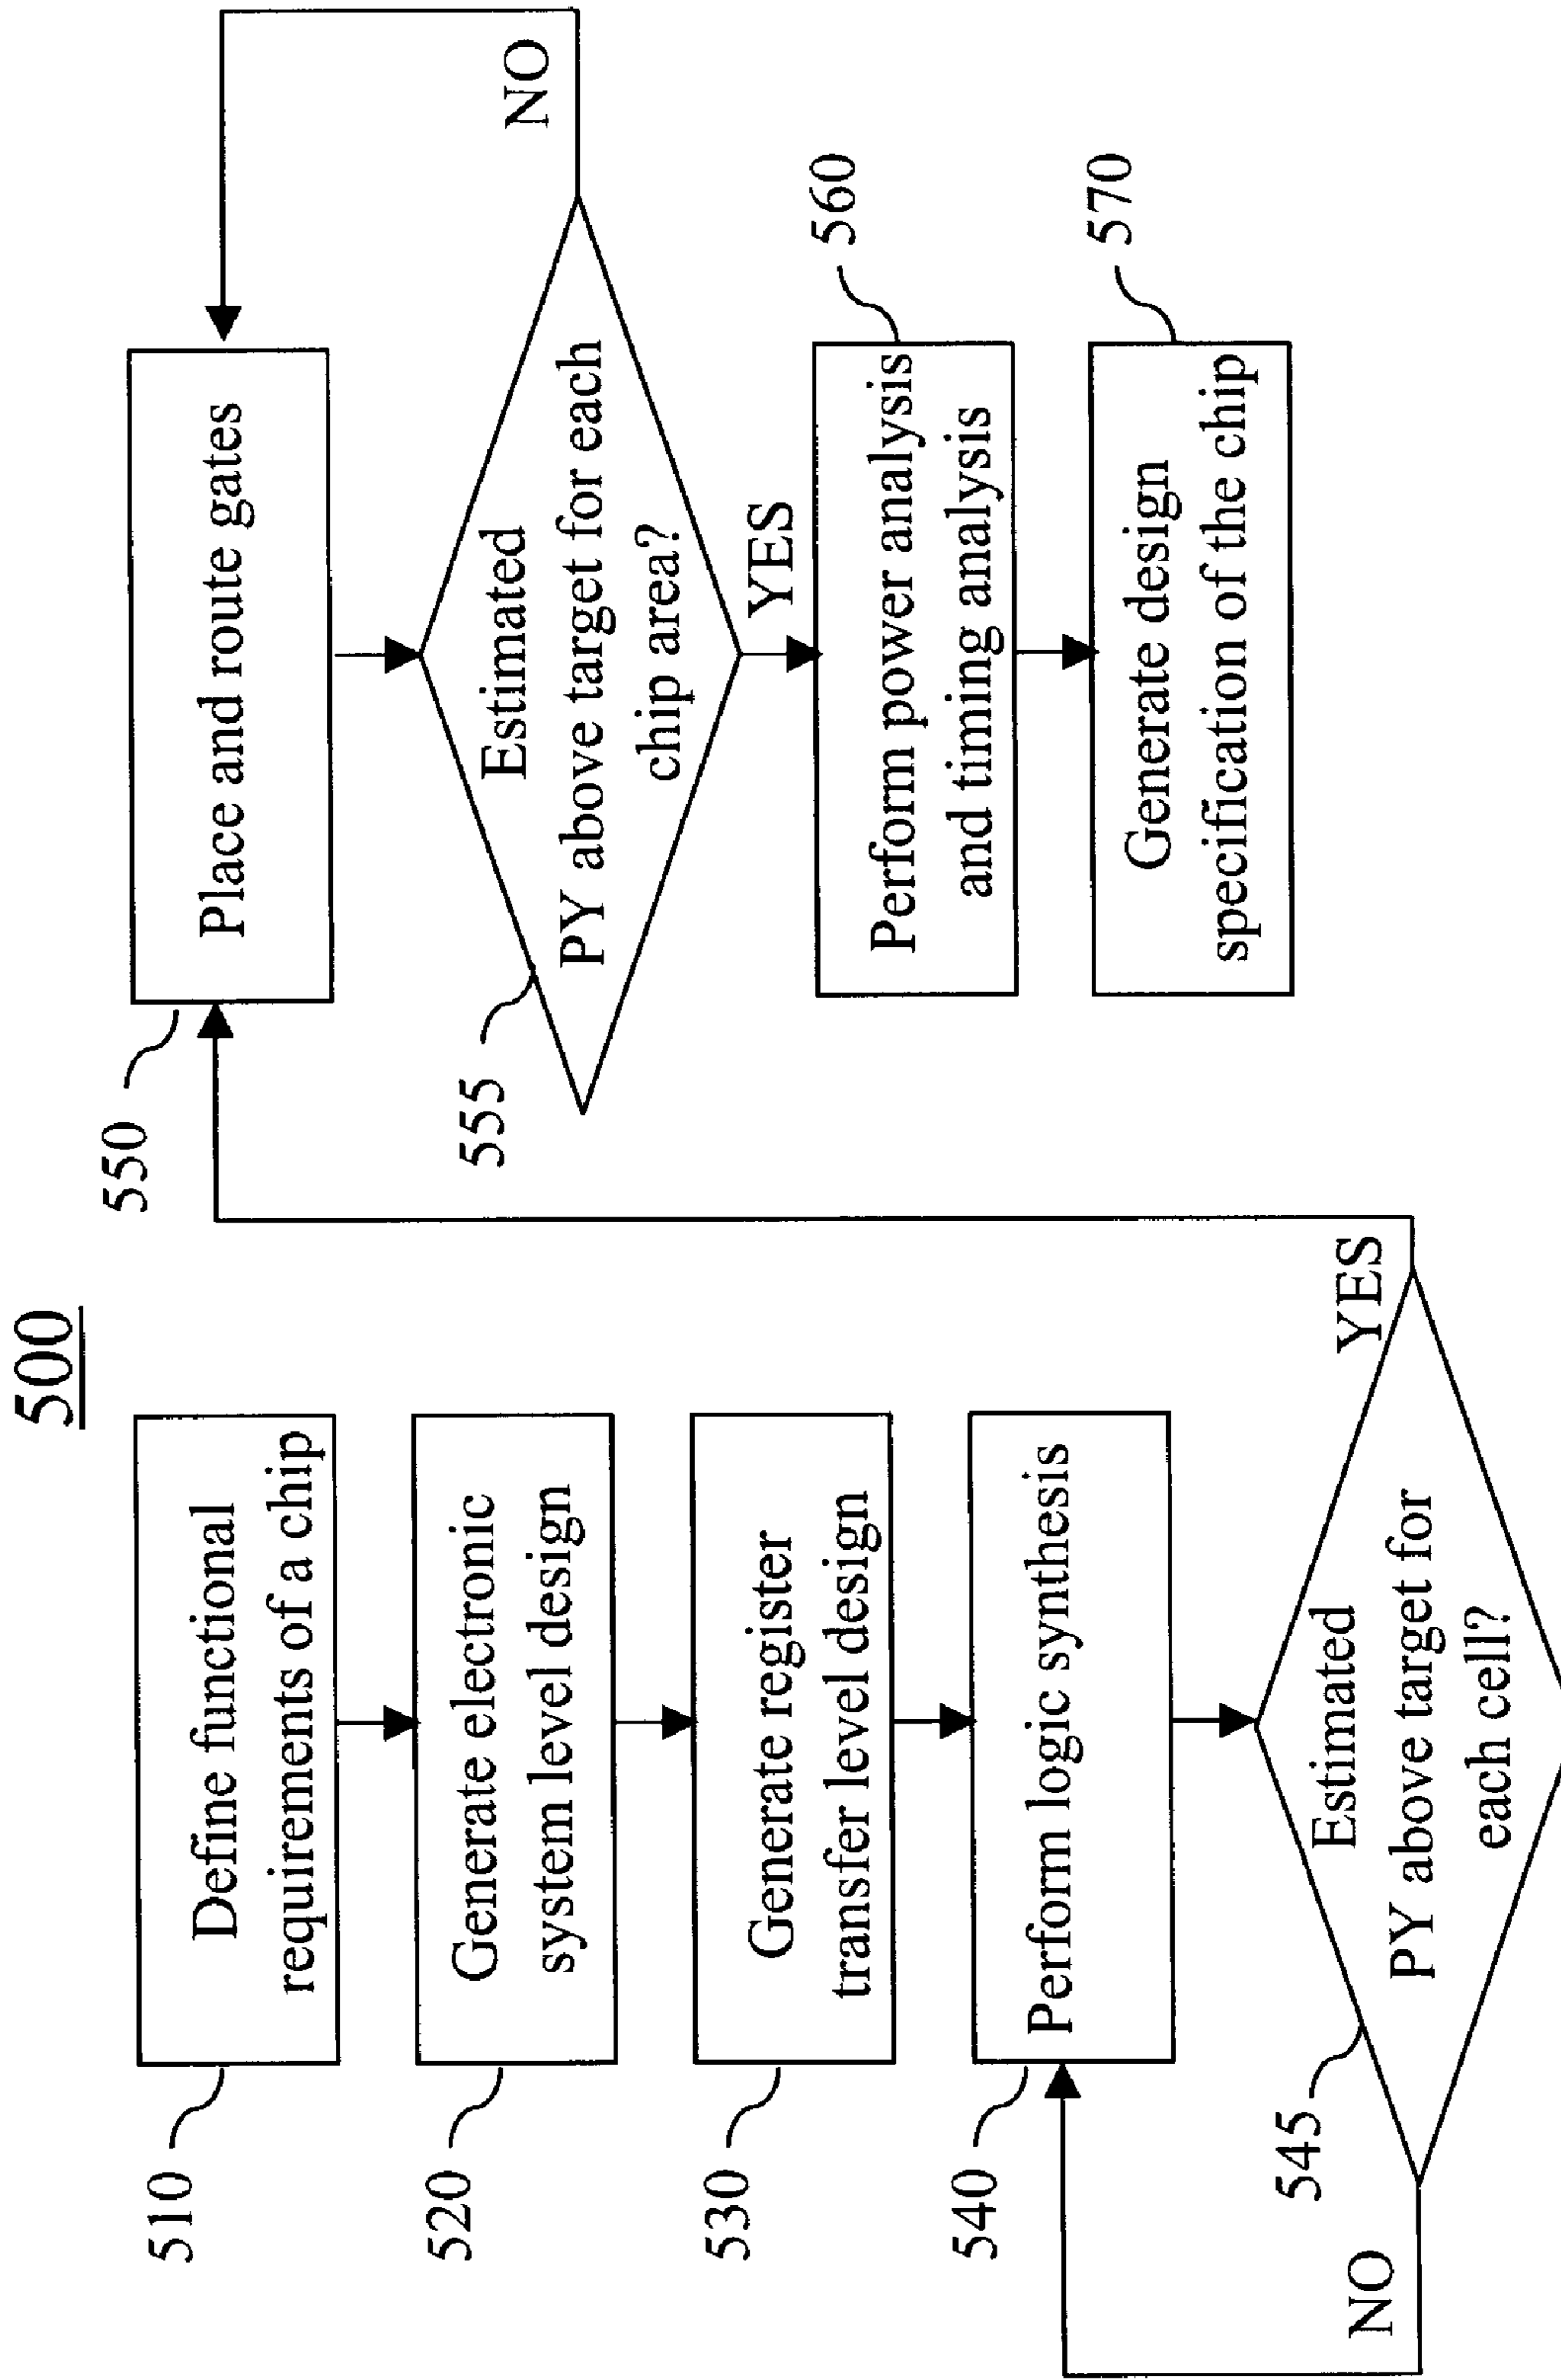 500
510
Define functional
requirements of a chip
520
Generate electronic
system level design
530
Generate register
transfer level design
540
Perform logic synthesis
545
Estimated
PY above target for
each cell?
NO
YES
550
Place and route gates
555
Estimated
PY above target for each
chip area?
NO
YES
560
Perform power analysis
and timing analysis
570
Generate design
specification of the chip